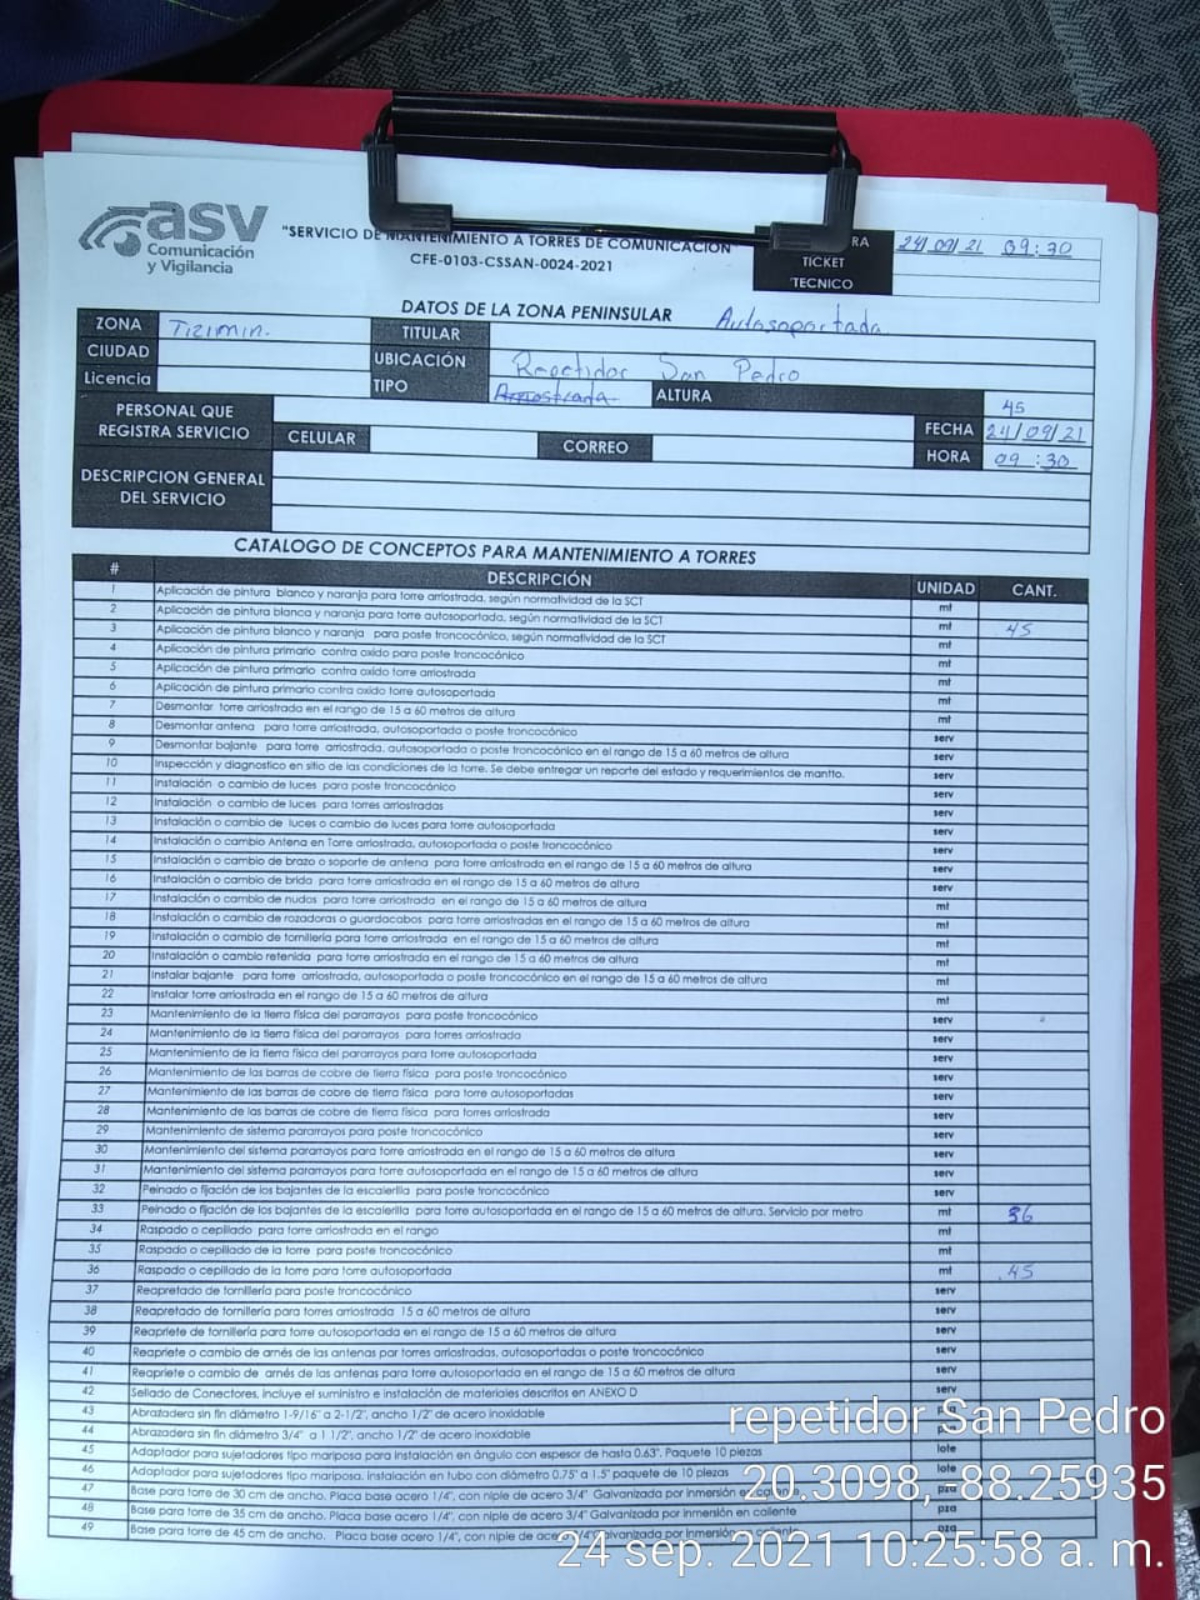 asv
Comunicación
y Vigilancia
"SERVICIO DE MANTENIMIENTO A TORRES DE COMUNICACIÓN"
CFE-0103-CSSAN-0024-2021
RA 24/09/21 09:30
TICKET
TECNICO
DATOS DE LA ZONA PENINSULAR
Autosoportada
ZONA Tizimin.
TITULAR
CIUDAD
UBICACIÓN Repetidor San Pedro
Licencia
TIPO Arriostrada
ALTURA 45
PERSONAL QUE
REGISTRA SERVICIO
CELULAR
CORREO
FECHA 24/09/21
HORA 09:30
DESCRIPCION GENERAL
DEL SERVICIO
CATALOGO DE CONCEPTOS PARA MANTENIMIENTO A TORRES
# DESCRIPCIÓN UNIDAD CANT.
1 Aplicación de pintura blanco y naranja para torre arriostrada, según normatividad de la SCT mt
2 Aplicación de pintura blanca y naranja para torre autosoportada, según normatividad de la SCT mt 45
3 Aplicación de pintura blanco y naranja para poste troncocónico, según normatividad de la SCT mt
4 Aplicación de pintura primario contra oxido para poste troncocónico mt
5 Aplicación de pintura primario contra oxido torre arriostrada mt
6 Aplicación de pintura primario contra oxido torre autosoportada mt
7 Desmontar torre arriostrada en el rango de 15 a 60 metros de altura mt
8 Desmontar antena para torre arriostrada, autosoportada o poste troncocónico serv
9 Desmontar bajante para torre arriostrada, autosoportada o poste troncocónico en el rango de 15 a 60 metros de altura serv
10 Inspección y diagnostico en sitio de las condiciones de la torre. Se debe entregar un reporte del estado y requerimientos de mantto. serv
11 Instalación o cambio de luces para poste troncocónico serv
12 Instalación o cambio de luces para torres arriostradas serv
13 Instalación o cambio de luces o cambio de luces para torre autosoportada serv
14 Instalación o cambio Antena en Torre arriostrada, autosoportada o poste troncocónico serv
15 Instalación o cambio de brazo o soporte de antena para torre arriostrada en el rango de 15 a 60 metros de altura serv
16 Instalación o cambio de brida para torre arriostrada en el rango de 15 a 60 metros de altura serv
17 Instalación o cambio de nudos para torre arriostrada en el rango de 15 a 60 metros de altura mt
18 Instalación o cambio de rozadoras o guardacabos para torre arriostradas en el rango de 15 a 60 metros de altura mt
19 Instalación o cambio de tornillería para torre arriostrada en el rango de 15 a 60 metros de altura mt
20 Instalación o cambio retenida para torre arriostrada en el rango de 15 a 60 metros de altura mt
21 Instalar bajante para torre arriostrada, autosoportada o poste troncocónico en el rango de 15 a 60 metros de altura mt
22 Instalar torre arriostrada en el rango de 15 a 60 metros de altura mt
23 Mantenimiento de la tierra física del pararrayos para poste troncocónico serv
24 Mantenimiento de la tierra física del pararrayos para torres arriostrada serv
25 Mantenimiento de la tierra física del pararrayos para torre autosoportada serv
26 Mantenimiento de las barras de cobre de tierra física para poste troncocónico serv
27 Mantenimiento de las barras de cobre de tierra física para torre autosoportadas serv
28 Mantenimiento de las barras de cobre de tierra física para torres arriostrada serv
29 Mantenimiento de sistema pararrayos para poste troncocónico serv
30 Mantenimiento del sistema pararrayos para torre arriostrada en el rango de 15 a 60 metros de altura serv
31 Mantenimiento del sistema pararrayos para torre autosoportada en el rango de 15 a 60 metros de altura serv
32 Peinado o fijación de los bajantes de la escalerilla para poste troncocónico serv
33 Peinado o fijación de los bajantes de la escalerilla para torre autosoportada en el rango de 15 a 60 metros de altura. Servicio por metro mt 36
34 Raspado o cepillado para torre arriostrada en el rango mt
35 Raspado o cepillado de la torre para poste troncocónico mt
36 Raspado o cepillado de la torre para torre autosoportada mt 45
37 Reapretado de tornillería para poste troncocónico serv
38 Reapretado de tornillería para torres arriostrada 15 a 60 metros de altura serv
39 Reapriete de tornillería para torre autosoportada en el rango de 15 a 60 metros de altura serv
40 Reapriete o cambio de arnés de las antenas par torres arriostradas, autosoportadas o poste troncocónico serv
41 Reapriete o cambio de arnés de las antenas para torre autosoportada en el rango de 15 a 60 metros de altura serv
42 Sellado de Conectores, incluye el suministro e instalación de materiales descritos en ANEXO D serv
43 Abrazadera sin fin diámetro 1-9/16" a 2-1/2", ancho 1/2" de acero inoxidable
44 Abrazadera sin fin diámetro 3/4" a 1 1/2", ancho 1/2" de acero inoxidable
45 Adaptador para sujetadores tipo mariposa para instalación en ángulo con espesor de hasta 0.63". Paquete 10 piezas lote
46 Adaptador para sujetadores tipo mariposa. instalación en tubo con diámetro 0.75" a 1.5" paquete de 10 piezas lote
47 Base para torre de 30 cm de ancho. Placa base acero 1/4", con niple de acero 3/4" Galvanizada por inmersión en caliente pza
48 Base para torre de 35 cm de ancho. Placa base acero 1/4", con niple de acero 3/4" Galvanizada por inmersión en caliente pza
49 Base para torre de 45 cm de ancho. Placa base acero 1/4", con niple de acero 3/4" Galvanizada por inmersión en caliente pza
repetidor San Pedro
20.3098, -88.25935
24 sep. 2021 10:25:58 a. m.